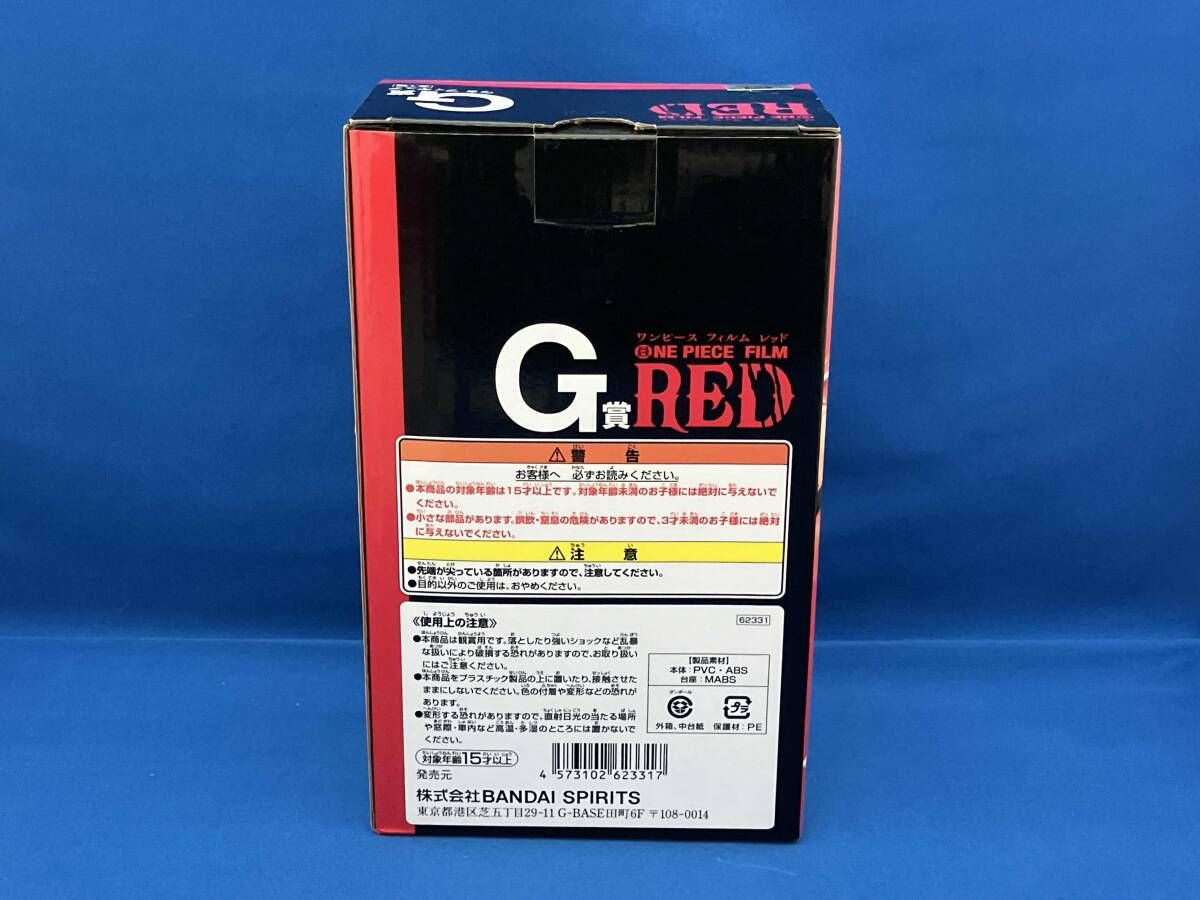 G賞
ONE PIECE FILM
RED
ワンピース フィルム レッド
ONE PIECE FILM
G賞 RED
⚠警告
お客様へ 必ずお読みください。
●本商品の対象年齢は15才以上です。対象年齢未満のお子様には絶対に与えないで
ください。
●小さな部品があります。誤飲・窒息の危険がありますので、3才未満のお子様には絶対
に与えないでください。
⚠注意
●先端が尖っている箇所がありますので、注意してください。
●目的以外のご使用は、おやめください。
《使用上の注意》
62331
●本商品は観賞用です。落としたり強いショックなど乱暴
な扱いにより破損する恐れがありますので、お取り扱い
にはご注意ください。
●本商品をプラスチック製品の上に置いたり、接触させた
ままにしないでください。色の付着や変形などの恐れが
あります。
●変形する恐れがありますので、直射日光の当たる場所
や窓際・車内など高温・多湿のところには置かないで
ください。
【製品素材】
本体:PVC・ABS
台座:MABS
ダンボール
プラ
外箱、中台紙 保護材:PE
対象年齢15才以上
4 573102 623317
発売元
株式会社BANDAI SPIRITS
東京都港区芝五丁目29-11 G-BASE田町6F 〒108-0014